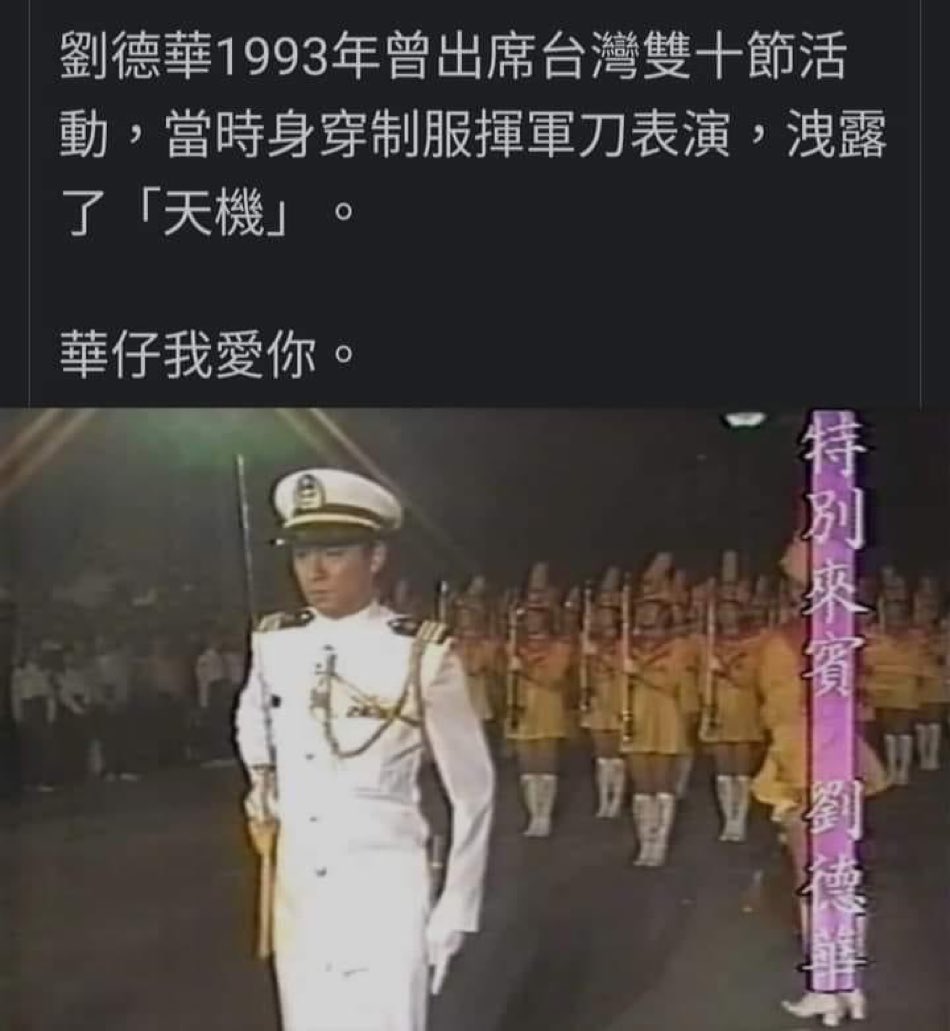 劉德華1993年曾出席台灣雙十節活
動，當時身穿制服揮軍刀表演，洩露
了「天機」。
華仔我愛你。
特別來賓 劉德華